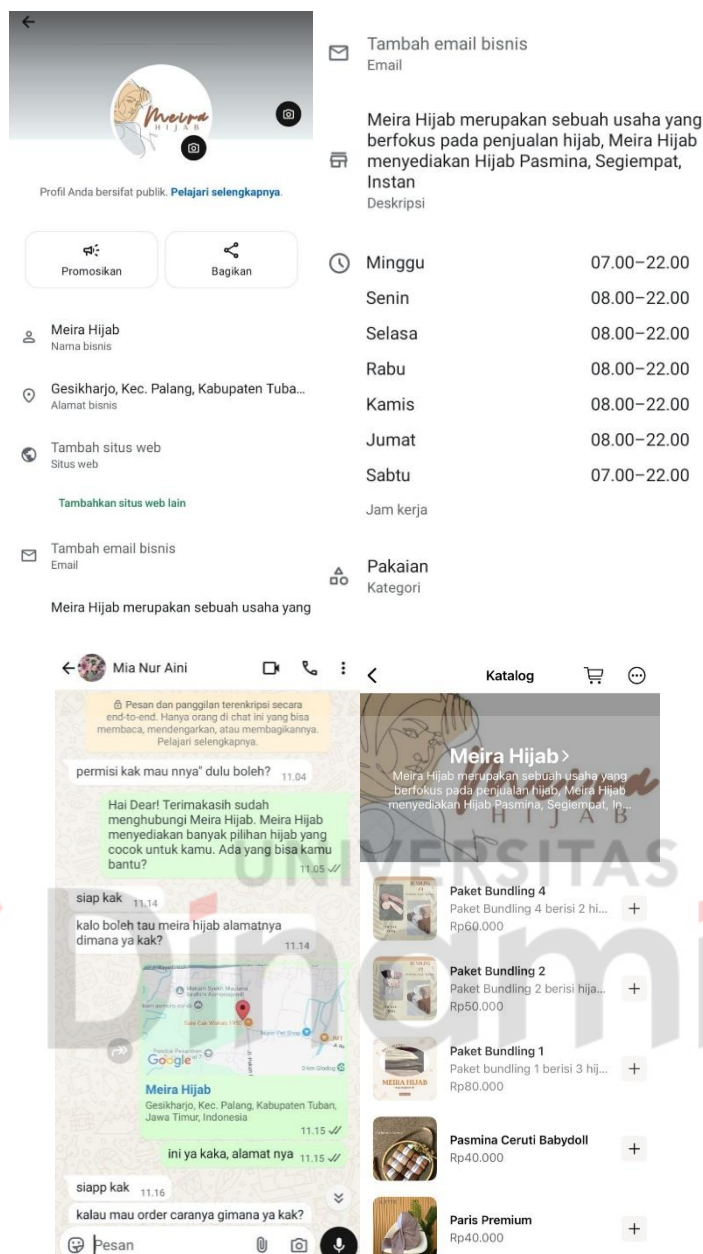 Meira
HIJAB
Profil Anda bersifat publik. Pelajari selengkapnya.
Promosikan
Bagikan
Meira Hijab
Nama bisnis
Gesikharjo, Kec. Palang, Kabupaten Tuba...
Alamat bisnis
Tambah situs web
Situs web
Tambahkan situs web lain
Tambah email bisnis
Email
Meira Hijab merupakan sebuah usaha yang
Tambah email bisnis
Email
Meira Hijab merupakan sebuah usaha yang
berfokus pada penjualan hijab, Meira Hijab
menyediakan Hijab Pasmina, Segiempat,
Instan
Deskripsi
Minggu 07.00–22.00
Senin 08.00–22.00
Selasa 08.00–22.00
Rabu 08.00–22.00
Kamis 08.00–22.00
Jumat 08.00–22.00
Sabtu 07.00–22.00
Jam kerja
Pakaian
Kategori
Mia Nur Aini
Pesan dan panggilan terenkripsi secara
end-to-end. Hanya orang di chat ini yang bisa
membaca, mendengarkan, atau membagikannya.
Pelajari selengkapnya.
permisi kak mau nnya" dulu boleh? 11.04
Hai Dear! Terimakasih sudah
menghubungi Meira Hijab. Meira Hijab
menyediakan banyak pilihan hijab yang
cocok untuk kamu. Ada yang bisa kamu
bantu? 11.05
siap kak 11.14
kalo boleh tau meira hijab alamatnya
dimana ya kak? 11.14
Google
Meira Hijab
Gesikharjo, Kec. Palang, Kabupaten Tuban,
Jawa Timur, Indonesia
11.15
ini ya kaka, alamat nya 11.15
siapp kak 11.16
kalau mau order caranya gimana ya kak?
Pesan
Katalog
Meira Hijab
Meira Hijab merupakan sebuah usaha yang
berfokus pada penjualan hijab, Meira Hijab
menyediakan Hijab Pasmina, Segiempat, In...
HIJAB
Paket Bundling 4
Paket Bundling 4 berisi 2 hi...
Rp60.000
Paket Bundling 2
Paket Bundling 2 berisi hija...
Rp50.000
Paket Bundling 1
Paket bundling 1 berisi 3 hij...
Rp80.000
MEIRA HIJAB
Pasmina Ceruti Babydoll
Rp40.000
Paris Premium
Rp40.000
UNIVERSITAS